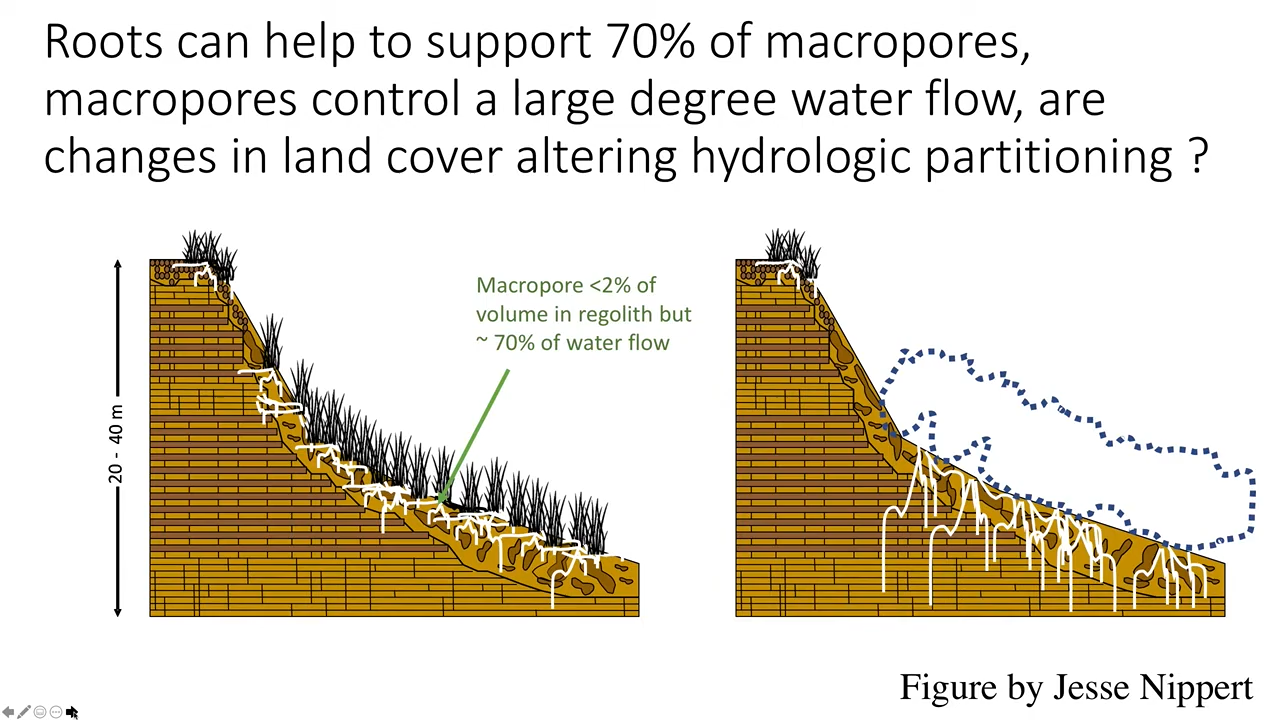 Roots can help to support 70% of macropores,
macropores control a large degree water flow, are
changes in land cover altering hydrologic partitioning ?
Macropore <2% of
volume in regolith but
~ 70% of water flow
20 - 40 m
Figure by Jesse Nippert